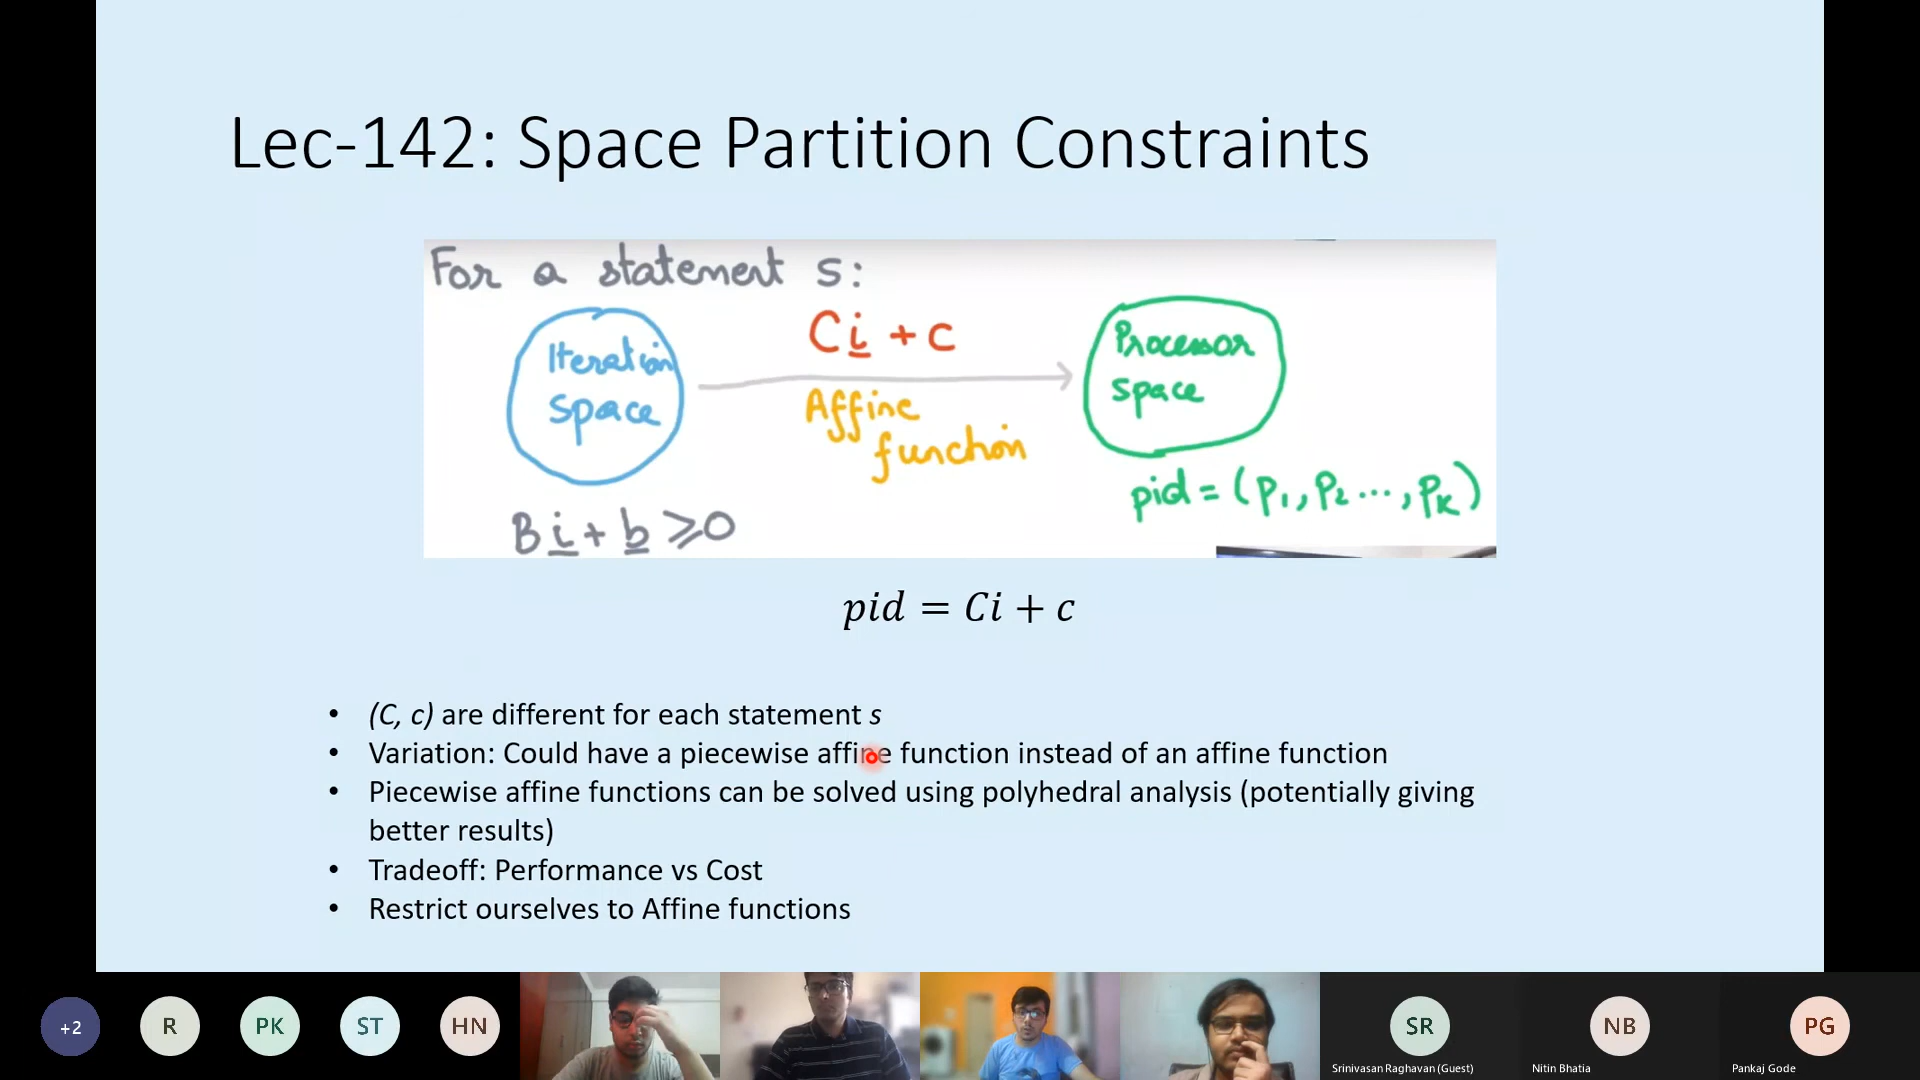 Lec-142: Space Partition Constraints
For a statement s:
Iteration space
Ci + c
Affine function
Processor space
pid = (p1, p2 ..., pk)
Bi + b ⩾ 0
pid = Ci + c
• (C, c) are different for each statement s
• Variation: Could have a piecewise affine function instead of an affine function
• Piecewise affine functions can be solved using polyhedral analysis (potentially giving
better results)
• Tradeoff: Performance vs Cost
• Restrict ourselves to Affine functions
+2
R
PK
ST
HN
SR
NB
PG
Srinivasan Raghavan (Guest)
Nitin Bhatia
Pankaj Gode